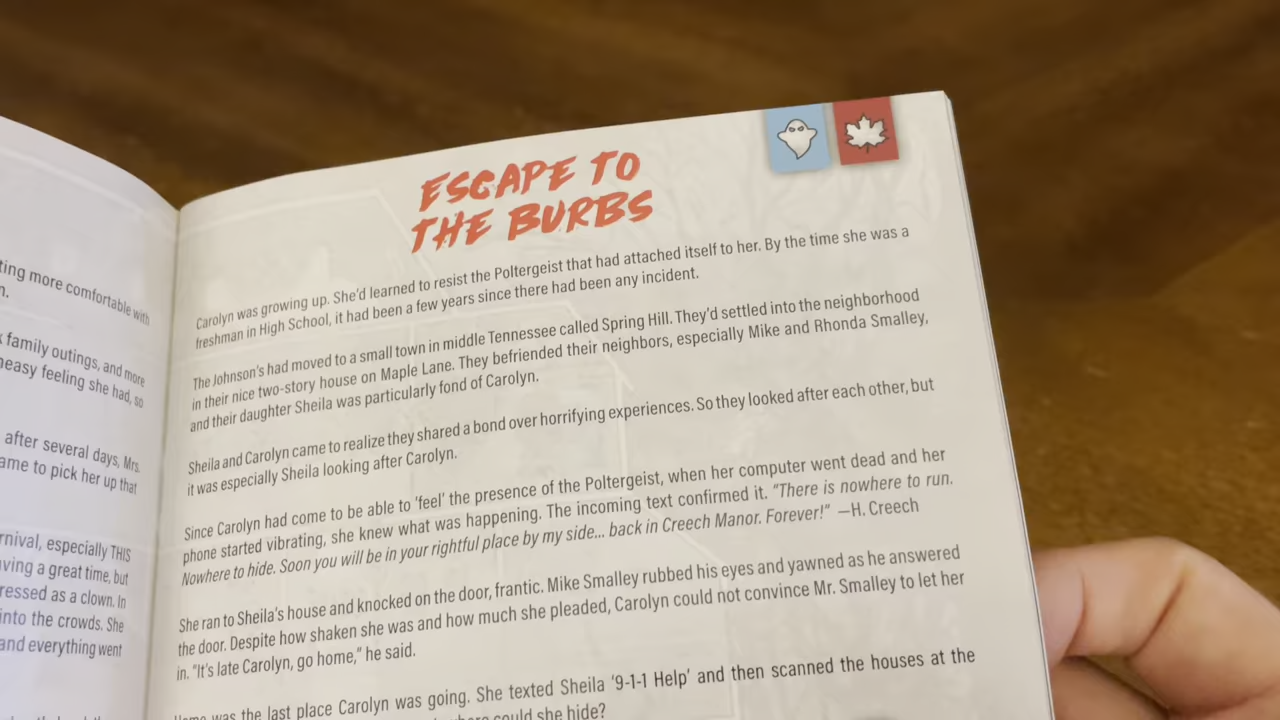 ting more comfortable with
n.
family outings, and more
easy feeling she had, so
after several days, Mrs.
ame to pick her up that
rnival, especially THIS
ving a great time, but
ressed as a clown. In
into the crowds. She
and everything went
ESCAPE TO
THE BURBS
Carolyn was growing up. She'd learned to resist the Poltergeist that had attached itself to her. By the time she was a
freshman in High School, it had been a few years since there had been any incident.
The Johnson's had moved to a small town in middle Tennessee called Spring Hill. They'd settled into the neighborhood
in their nice two-story house on Maple Lane. They befriended their neighbors, especially Mike and Rhonda Smalley,
and their daughter Sheila was particularly fond of Carolyn.
Sheila and Carolyn came to realize they shared a bond over horrifying experiences. So they looked after each other, but
it was especially Sheila looking after Carolyn.
Since Carolyn had come to be able to 'feel' the presence of the Poltergeist, when her computer went dead and her
phone started vibrating, she knew what was happening. The incoming text confirmed it. "There is nowhere to run.
Nowhere to hide. Soon you will be in your rightful place by my side... back in Creech Manor. Forever!" —H. Creech
She ran to Sheila's house and knocked on the door, frantic. Mike Smalley rubbed his eyes and yawned as he answered
the door. Despite how shaken she was and how much she pleaded, Carolyn could not convince Mr. Smalley to let her
in. "It's late Carolyn, go home," he said.
Home was the last place Carolyn was going. She texted Sheila '9-1-1 Help' and then scanned the houses at the
could she hide?